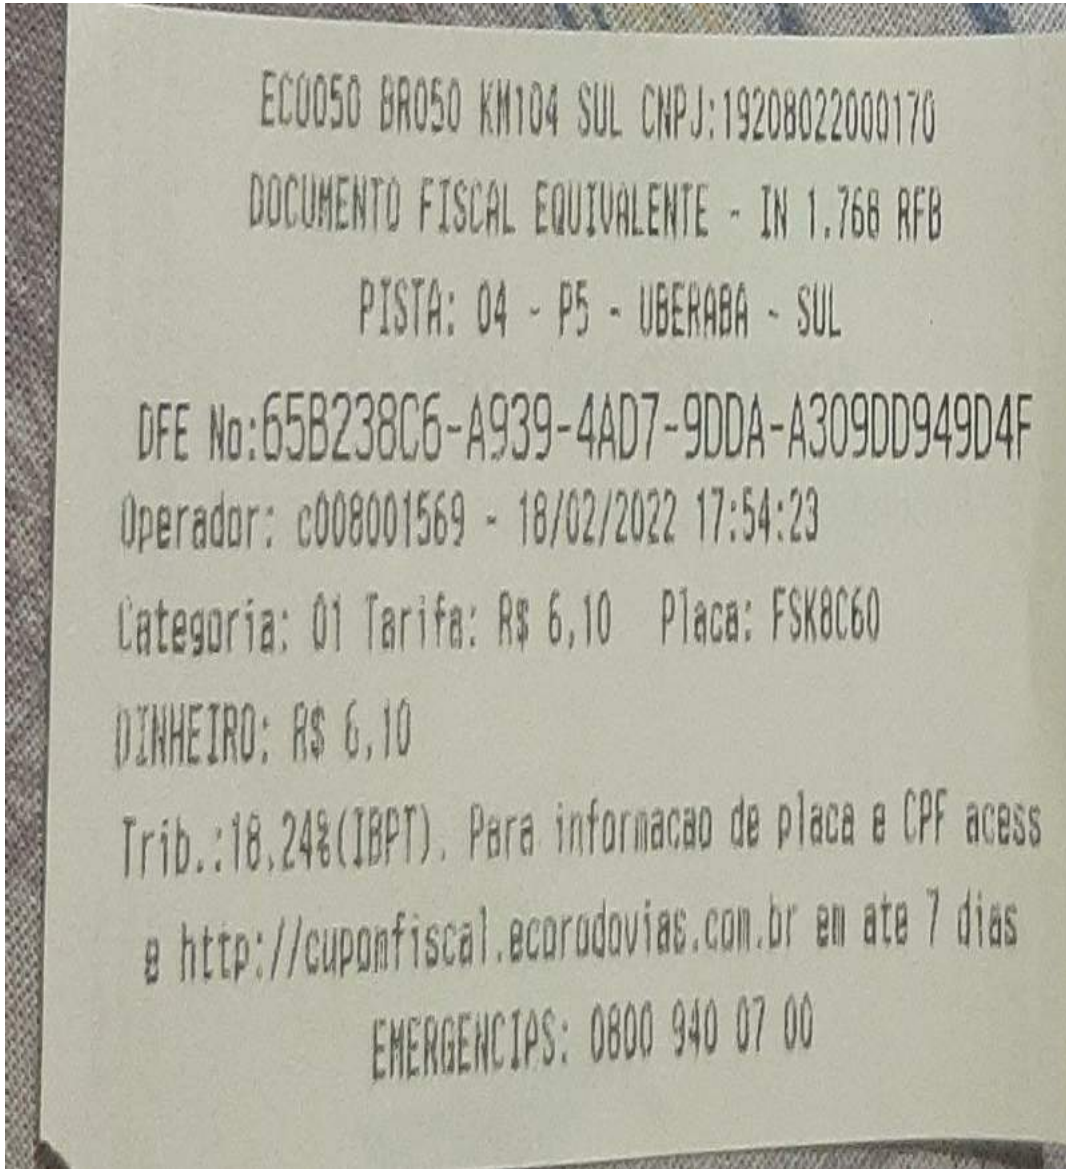 ECO050 BR050 KM104 SUL CNPJ:19208022000170
DOCUMENTO FISCAL EQUIVALENTE - IN 1.768 RFB
PISTA: 04 - P5 - UBERABA - SUL
DFE No:65B238C6-A939-4AD7-9DDA-A309DD949D4F
Operador: c008001569 - 18/02/2022 17:54:23
Categoria: 01 Tarifa: R$ 6,10 Placa: FSK8C60
DINHEIRO: R$ 6,10
Trib.:18,24%(IBPT). Para informacao de placa e CPF acess
e http://cupomfiscal.ecorodovias.com.br em ate 7 dias
EMERGENCIAS: 0800 940 07 00